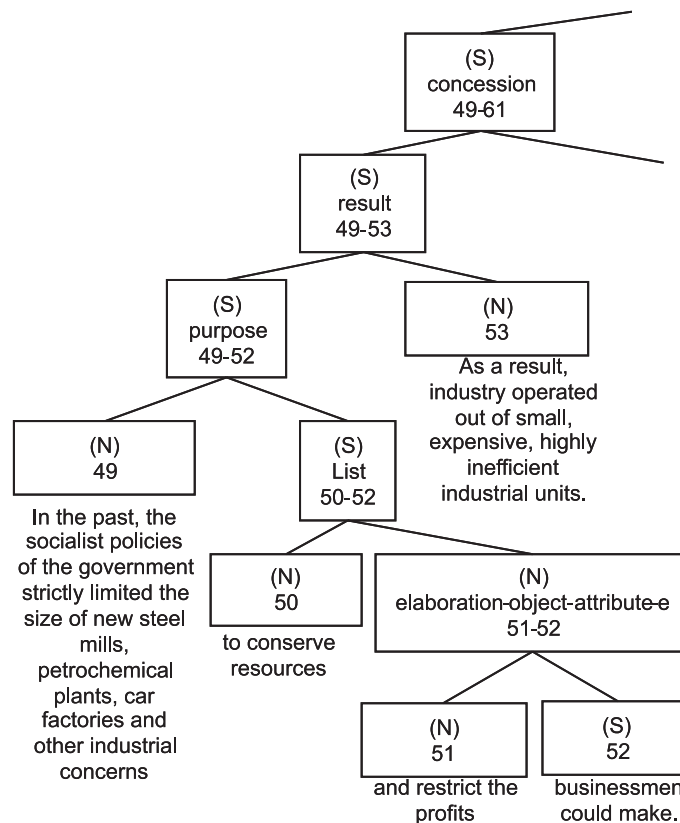 (S)
concession
49-61
(S)
result
49-53
(S)
purpose
49-52
(N)
53
As a result,
industry operated
out of small,
expensive, highly
inefficient
industrial units.
(N)
49
In the past, the
socialist policies
of the government
strictly limited the
size of new steel
mills,
petrochemical
plants, car
factories and
other industrial
concerns
(S)
List
50-52
(N)
50
to conserve
resources
(N)
elaboration-object-attribute-e
51-52
(N)
51
and restrict the
profits
(S)
52
businessmen
could make.